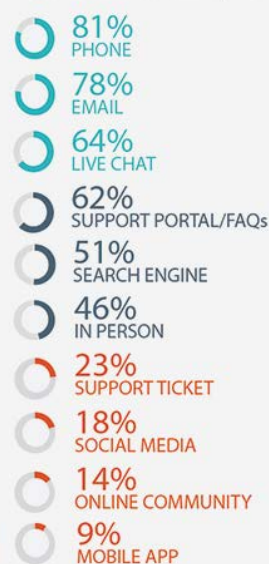 81%
PHONE
78%
EMAIL
64%
LIVE CHAT
62%
SUPPORT PORTAL/FAQs
51%
SEARCH ENGINE
46%
IN PERSON
23%
SUPPORT TICKET
18%
SOCIAL MEDIA
14%
ONLINE COMMUNITY
9%
MOBILE APP